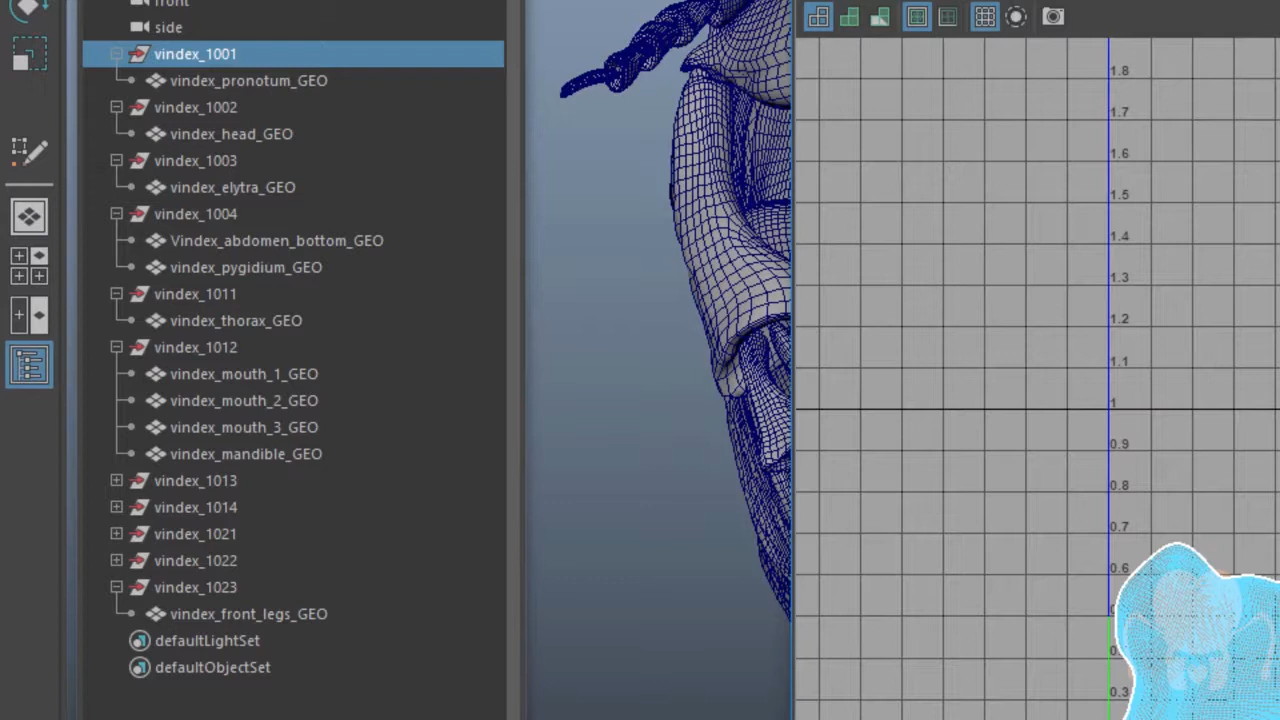 front
side
vindex_1001
vindex_pronotum_GEO
vindex_1002
vindex_head_GEO
vindex_1003
vindex_elytra_GEO
vindex_1004
Vindex_abdomen_bottom_GEO
vindex_pygidium_GEO
vindex_1011
vindex_thorax_GEO
vindex_1012
vindex_mouth_1_GEO
vindex_mouth_2_GEO
vindex_mouth_3_GEO
vindex_mandible_GEO
vindex_1013
vindex_1014
vindex_1021
vindex_1022
vindex_1023
vindex_front_legs_GEO
defaultLightSet
defaultObjectSet
1.8
1.7
1.6
1.5
1.4
1.3
1.2
1.1
1
0.9
0.8
0.7
0.6
0.3